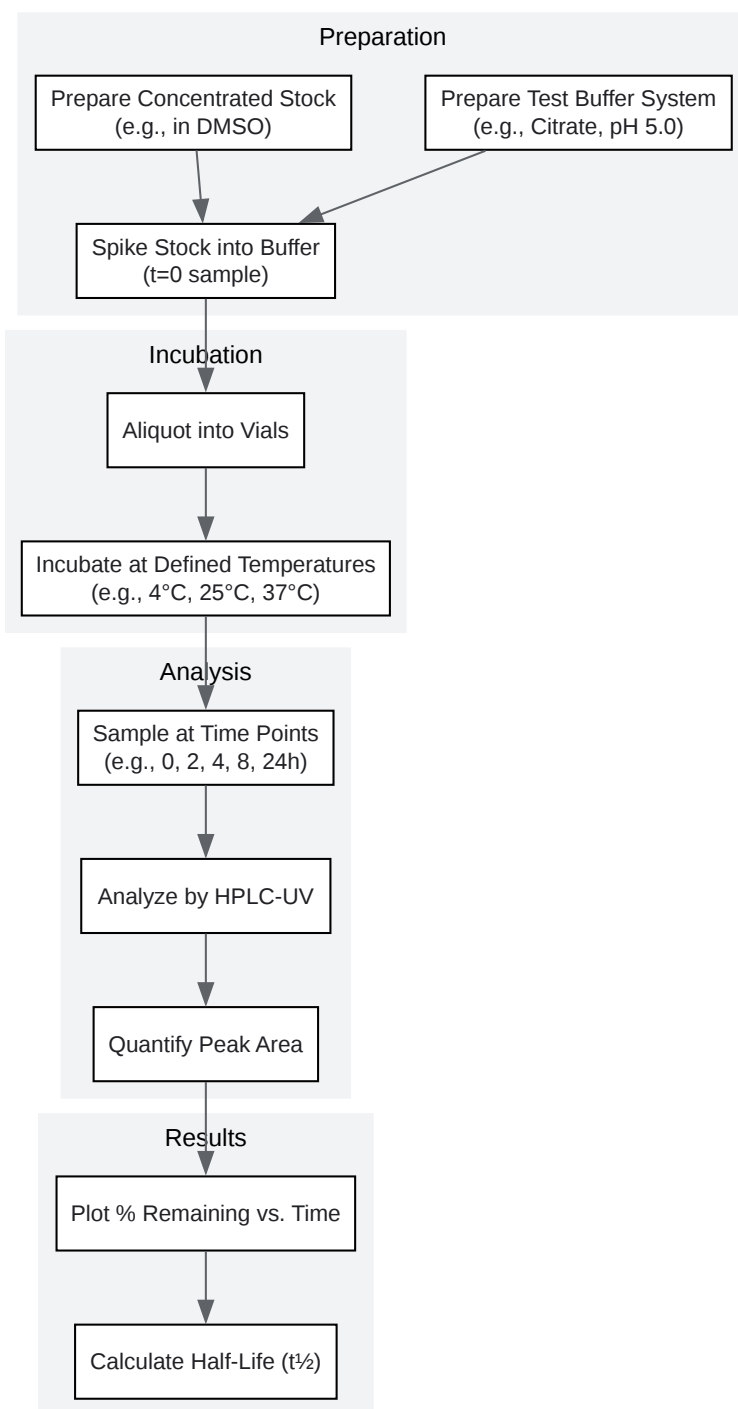 Preparation
Prepare Concentrated Stock
(e.g., in DMSO)
Prepare Test Buffer System
(e.g., Citrate, pH 5.0)
Spike Stock into Buffer
(t=0 sample)
Incubation
Aliquot into Vials
Incubate at Defined Temperatures
(e.g., 4°C, 25°C, 37°C)
Analysis
Sample at Time Points
(e.g., 0, 2, 4, 8, 24h)
Analyze by HPLC-UV
Quantify Peak Area
Results
Plot % Remaining vs. Time
Calculate Half-Life (t½)